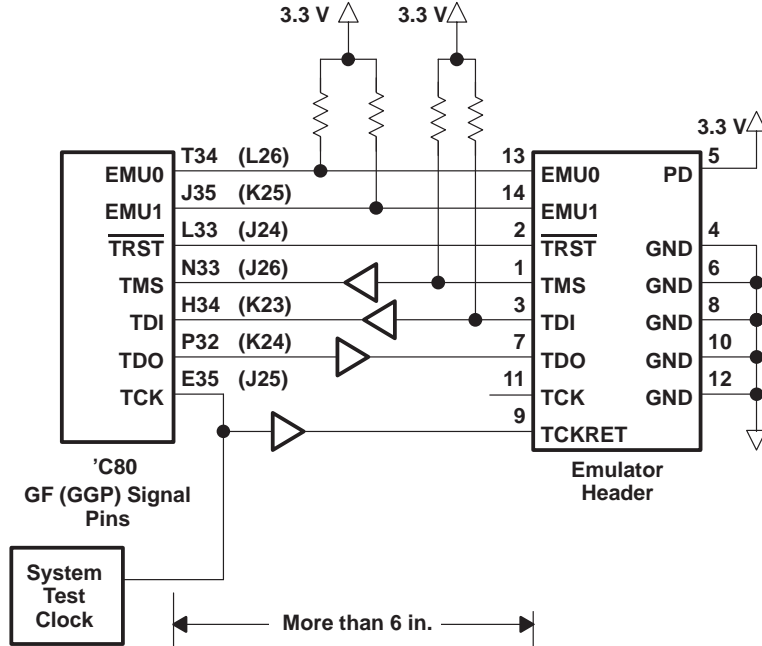 3.3 V 3.3 V
3.3 V
T34 (L26) 13 5
EMU0 EMU0 PD
J35 (K25) 14
EMU1 EMU1
L33 (J24) 2 4
TRST TRST GND
N33 (J26) 1 6
TMS TMS GND
H34 (K23) 3 8
TDI TDI GND
P32 (K24) 7 10
TDO TDO GND
E35 (J25) 11 12
TCK TCK GND
9
TCKRET
'C80
GF (GGP) Signal
Pins
Emulator
Header
System
Test
Clock
More than 6 in.